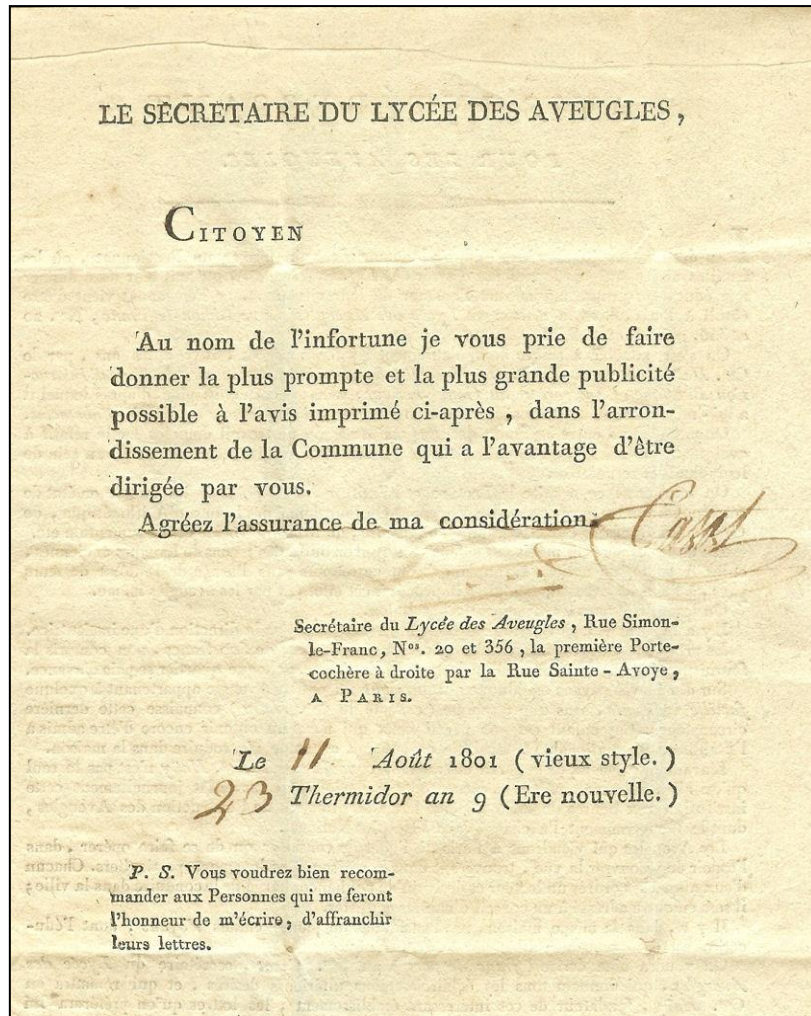 LE SECRETAIRE DU LYCÉE DES AVEUGLES,
CITOYEN
Au nom de l'infortune je vous prie de faire
donner la plus prompte et la plus grande publicité
possible à l'avis imprimé ci-après, dans l'arron-
dissement de la Commune qui a l'avantage d'être
dirigée par vous.
Agréez l'assurance de ma considération.
Secrétaire du Lycée des Aveugles, Rue Simon-
le-Franc, Nos. 20 et 356, la première Porte-
cochère à droite par la Rue Sainte-Avoye,
A PARIS.
Le 11 Août 1801 (vieux style.)
23 Thermidor an 9 (Ere nouvelle.)
P. S. Vous voudrez bien recom-
mander aux Personnes qui me feront
l'honneur de m'écrire, d'affranchir
leurs lettres.